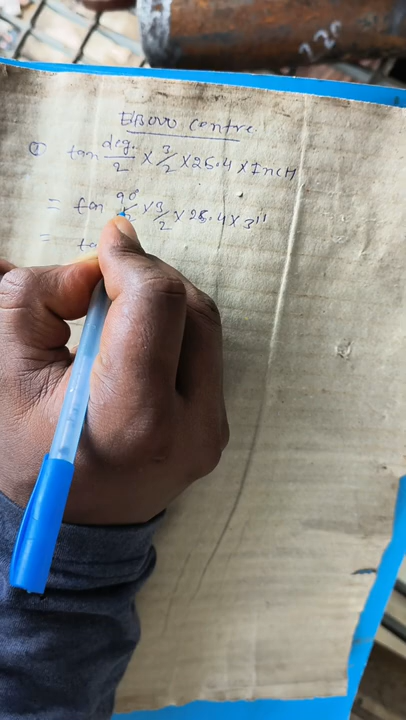 Elbow centre.
① tan deg./2 × 3/2 × 25.4 × Inch
= tan 90°/2 × 3/2 × 25.4 × 3"
= ta